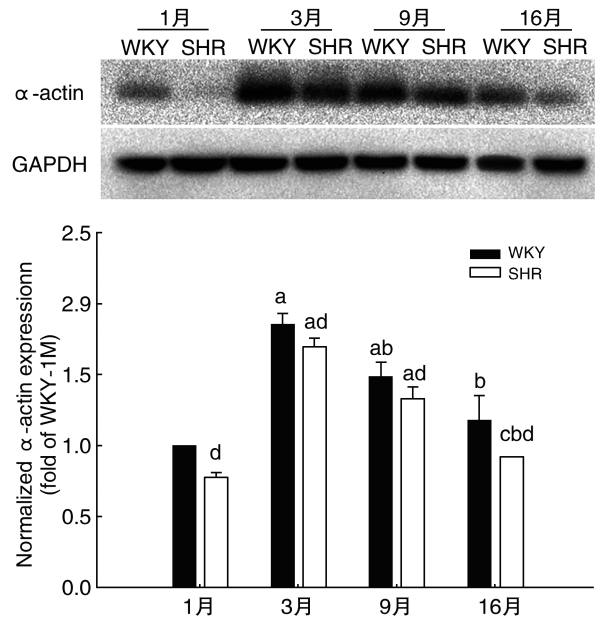 1月 3月 9月 16月
WKY SHR WKY SHR WKY SHR WKY SHR
α-actin
GAPDH
Normalized α-actin expressionn
(fold of WKY-1M)
2.5
2.9
1.5
1.0
0.5
0.0
WKY
SHR
d
a
ad
ab
ad
b
cbd
1月 3月 9月 16月